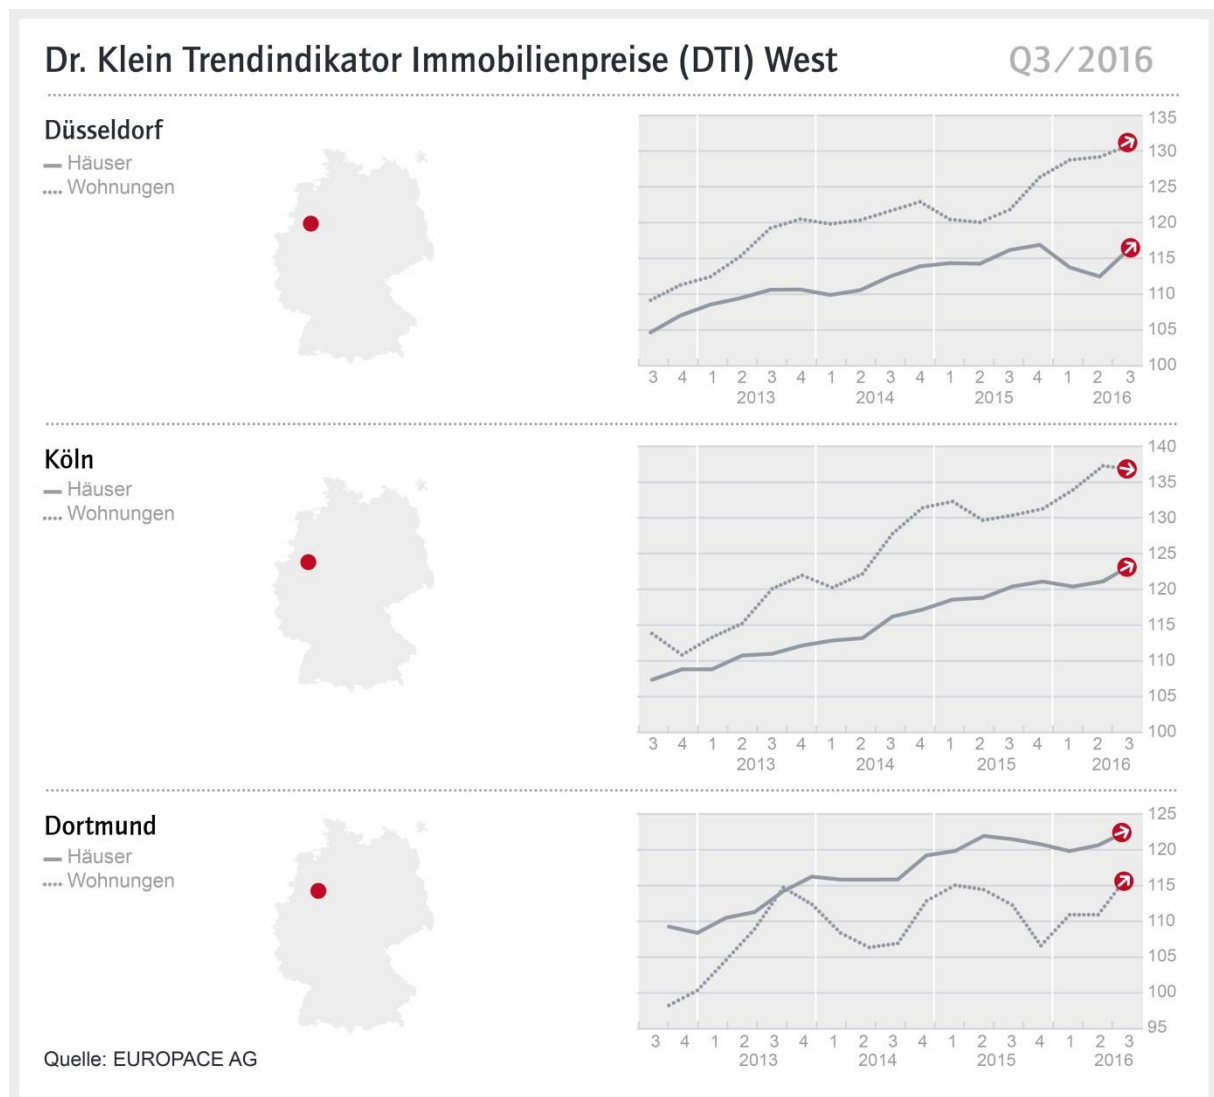 Dr. Klein Trendindikator Immobilienpreise (DTI) West
Q3/2016
Düsseldorf
Häuser
Wohnungen
135
130
125
120
115
110
105
100
3 4 1 2 3 4 1 2 3 4 1 2 3 4 1 2 3
2013 2014 2015 2016
Köln
Häuser
Wohnungen
140
135
130
125
120
115
110
105
100
3 4 1 2 3 4 1 2 3 4 1 2 3 4 1 2 3
2013 2014 2015 2016
Dortmund
Häuser
Wohnungen
125
120
115
110
105
100
95
3 4 1 2 3 4 1 2 3 4 1 2 3 4 1 2 3
2013 2014 2015 2016
Quelle: EUROPACE AG